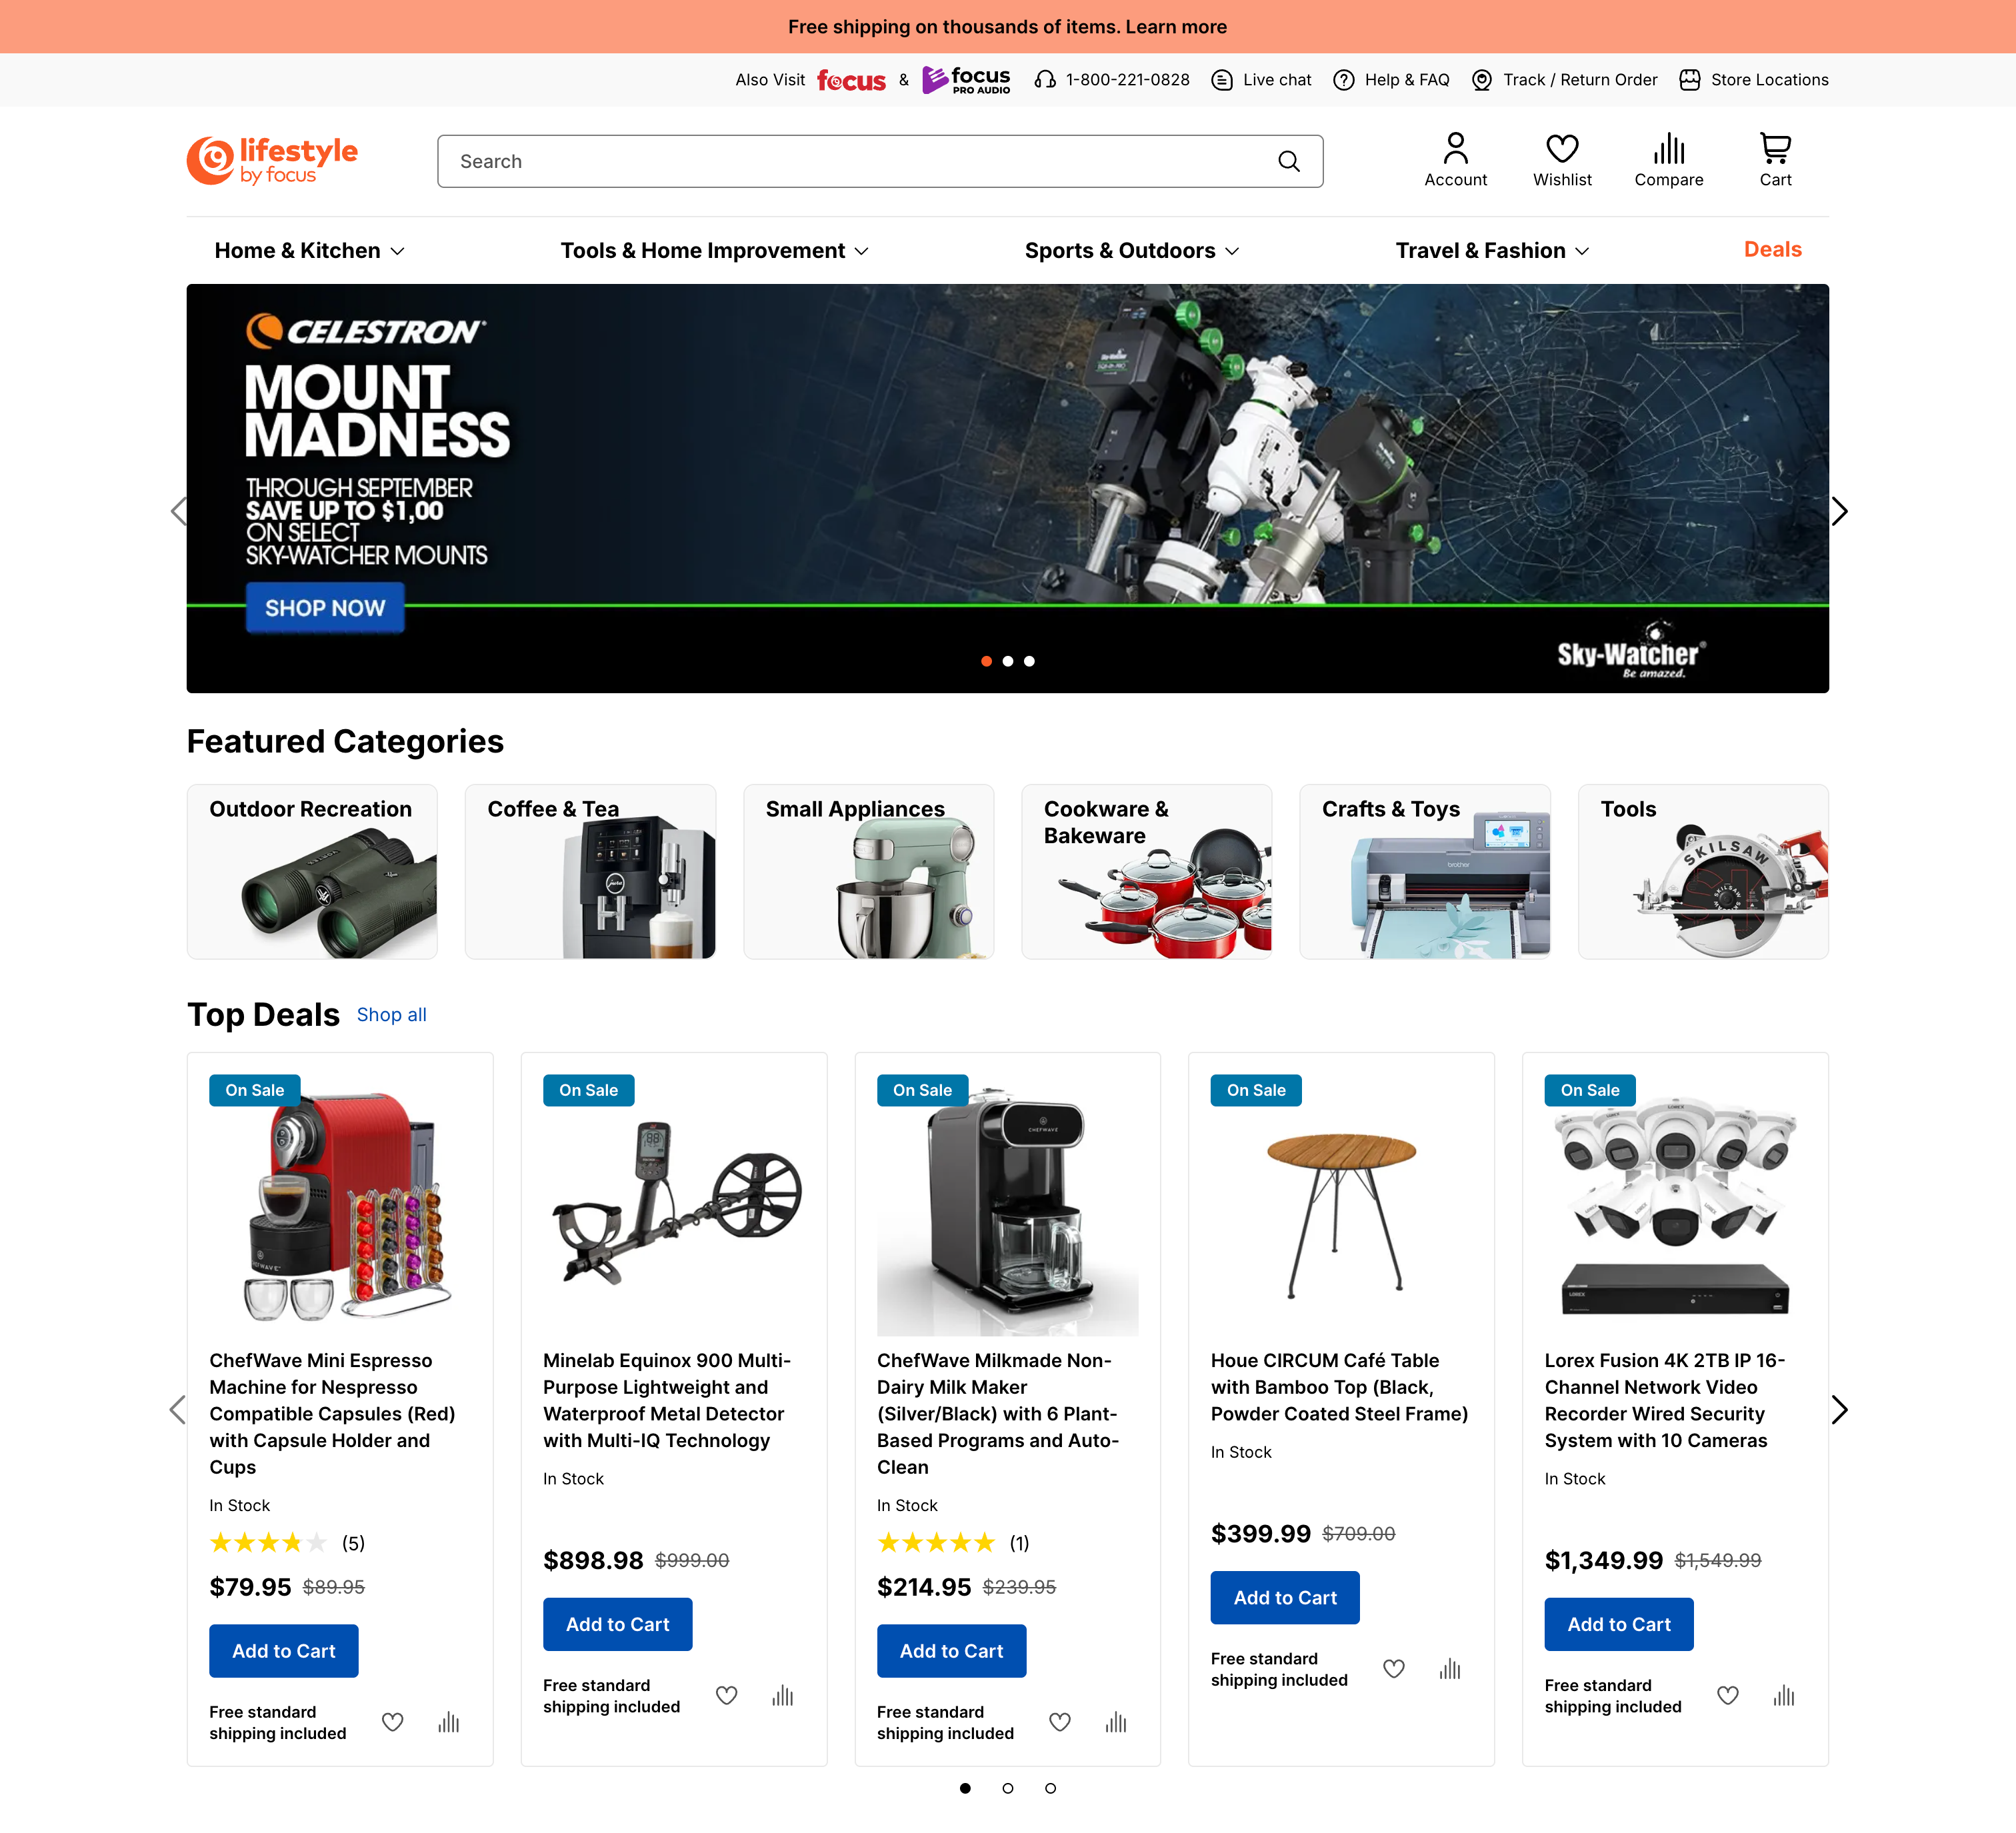 Free shipping on thousands of items. Learn more
Also Visit focus & focus PRO AUDIO 1-800-221-0828 Live chat Help & FAQ Track / Return Order Store Locations
lifestyle
by focus
Search
Account Wishlist Compare Cart
Home & Kitchen Tools & Home Improvement Sports & Outdoors Travel & Fashion Deals
CELESTRON
MOUNT
MADNESS
THROUGH SEPTEMBER
SAVE UP TO $1,00
ON SELECT
SKY-WATCHER MOUNTS
SHOP NOW
Sky-Watcher®
Be amazed.
Featured Categories
Outdoor Recreation
Coffee & Tea
Small Appliances
Cookware &
Bakeware
Crafts & Toys
brother
Tools
SKILSAW
Top Deals Shop all
On Sale
ChefWave Mini Espresso
Machine for Nespresso
Compatible Capsules (Red)
with Capsule Holder and
Cups
In Stock
(5)
$79.95 $89.95
Add to Cart
Free standard
shipping included
On Sale
Minelab Equinox 900 Multi-
Purpose Lightweight and
Waterproof Metal Detector
with Multi-IQ Technology
In Stock
$898.98 $999.00
Add to Cart
Free standard
shipping included
On Sale
CHEFWAVE
ChefWave Milkmade Non-
Dairy Milk Maker
(Silver/Black) with 6 Plant-
Based Programs and Auto-
Clean
In Stock
(1)
$214.95 $239.95
Add to Cart
Free standard
shipping included
On Sale
Houe CIRCUM Café Table
with Bamboo Top (Black,
Powder Coated Steel Frame)
In Stock
$399.99 $709.00
Add to Cart
Free standard
shipping included
On Sale
LOREX
Lorex Fusion 4K 2TB IP 16-
Channel Network Video
Recorder Wired Security
System with 10 Cameras
In Stock
$1,349.99 $1,549.99
Add to Cart
Free standard
shipping included